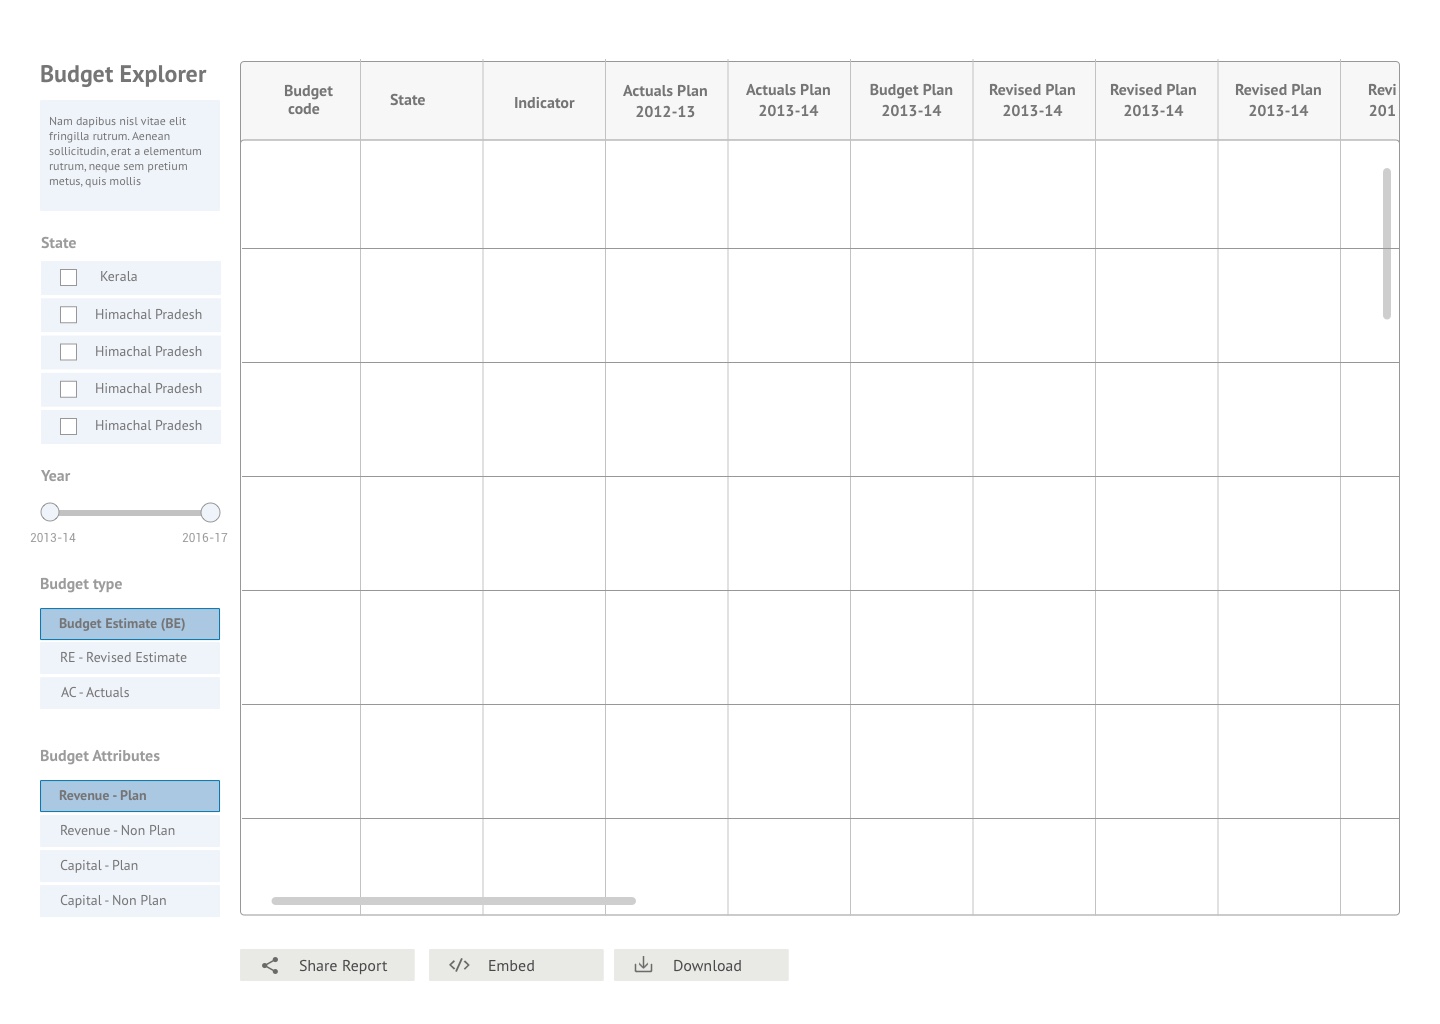 Budget Explorer
Nam dapibus nisl vitae elit
fringilla rutrum. Aenean
sollicitudin, erat a elementum
rutrum, neque sem pretium
metus, quis mollis
State
Kerala
Himachal Pradesh
Himachal Pradesh
Himachal Pradesh
Himachal Pradesh
Year
2013-14
2016-17
Budget type
Budget Estimate (BE)
RE - Revised Estimate
AC - Actuals
Budget Attributes
Revenue - Plan
Revenue - Non Plan
Capital - Plan
Capital - Non Plan
Budget
code
State
Indicator
Actuals Plan
2012-13
Actuals Plan
2013-14
Budget Plan
2013-14
Revised Plan
2013-14
Revised Plan
2013-14
Revised Plan
2013-14
Revi
201
Share Report
Embed
Download